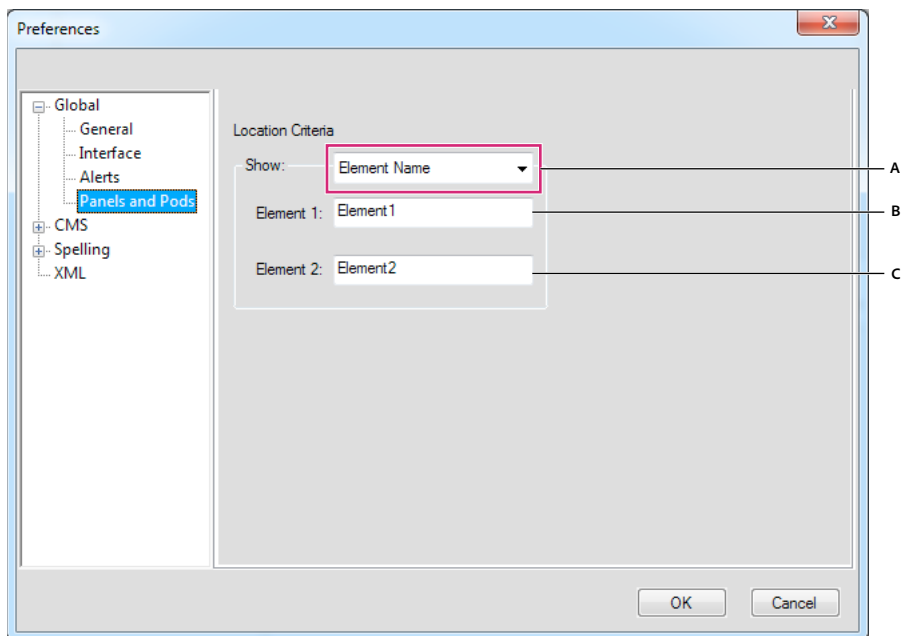 Preferences
Global
General
Interface
Alerts
Panels and Pods
CMS
Spelling
XML
Location Criteria
Show: Element Name
Element 1: Element1
Element 2: Element2
A
B
C
OK Cancel